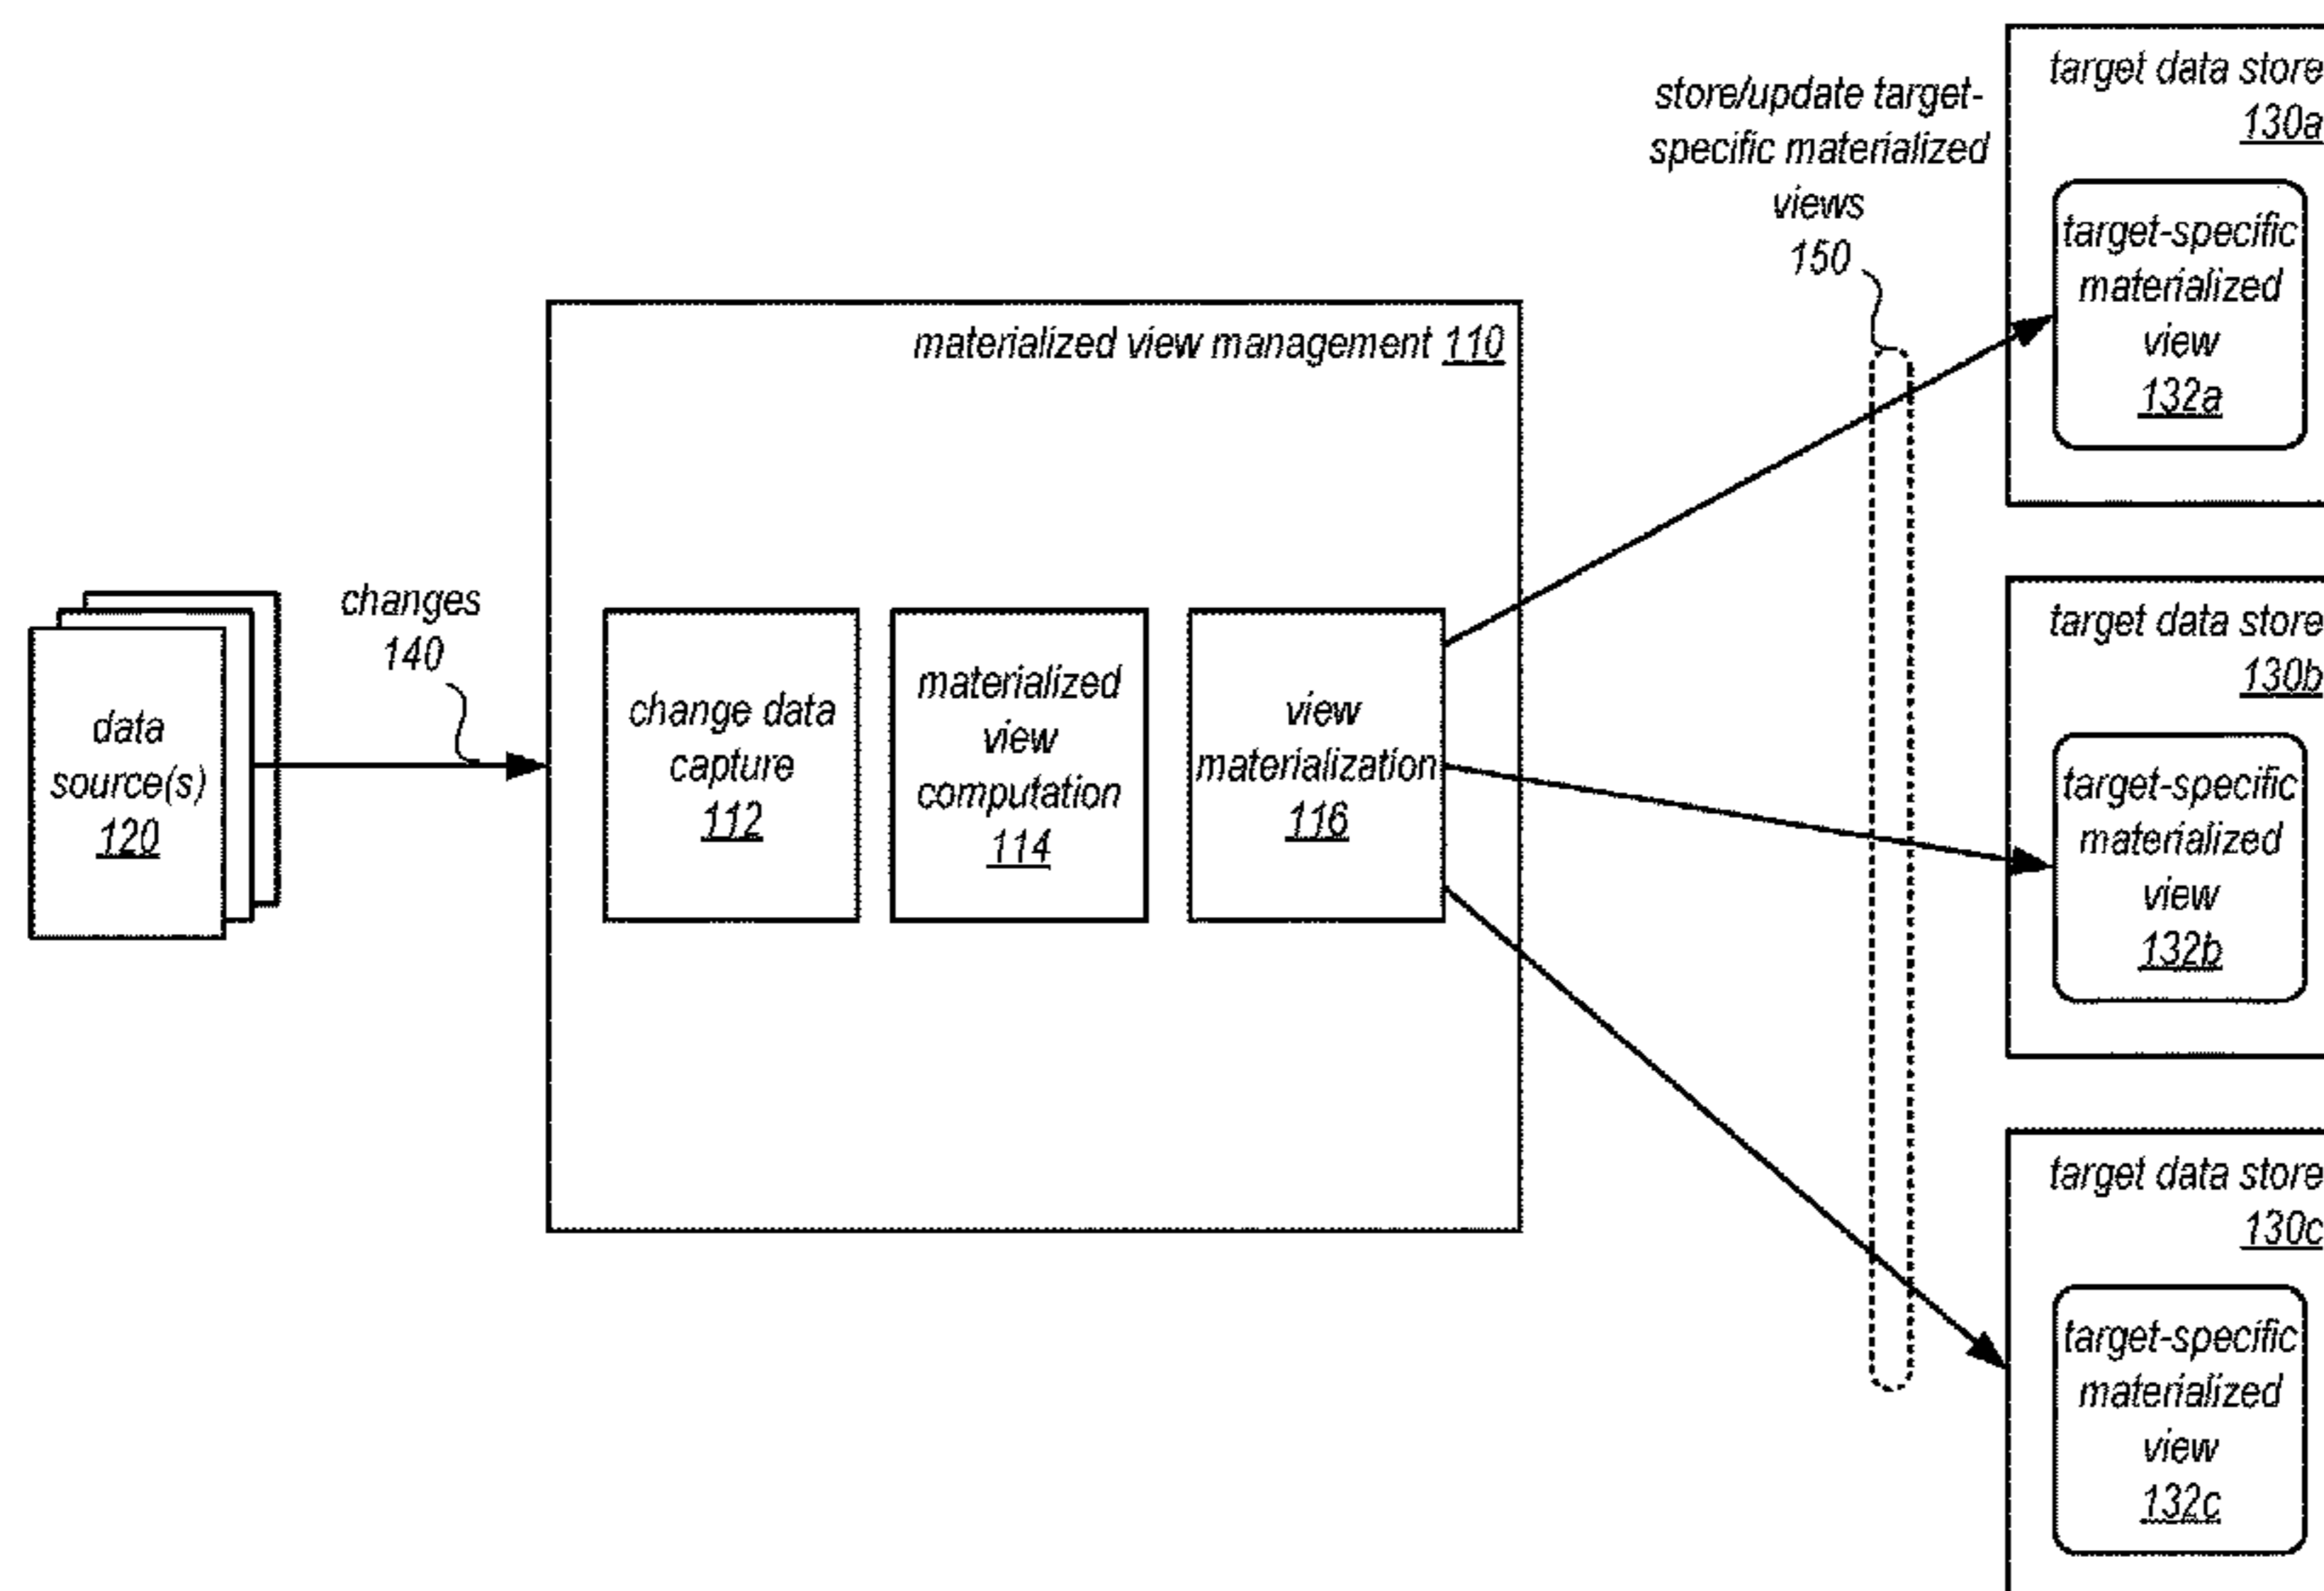 data
source(s)
120
changes
140
materialized view management 110
change data
capture
112
materialized
view
computation
114
view
materialization
116
store/update target-
specific materialized
views
150
target data store
130a
target-specific
materialized
view
132a
target data store
130b
target-specific
materialized
view
132b
target data store
130c
target-specific
materialized
view
132c